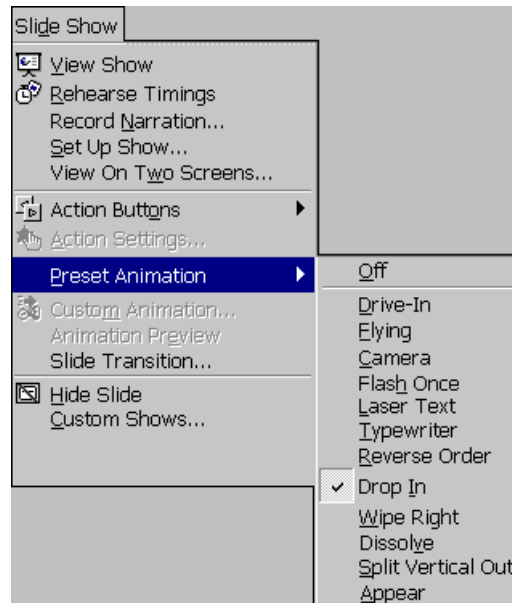 Slide Show
View Show
Rehearse Timings
Record Narration...
Set Up Show...
View On Two Screens...
Action Buttons
Action Settings...
Preset Animation
Custom Animation...
Animation Preview
Slide Transition...
Hide Slide
Custom Shows...
Off
Drive-In
Flying
Camera
Flash Once
Laser Text
Typewriter
Reverse Order
Drop In
Wipe Right
Dissolve
Split Vertical Out
Appear